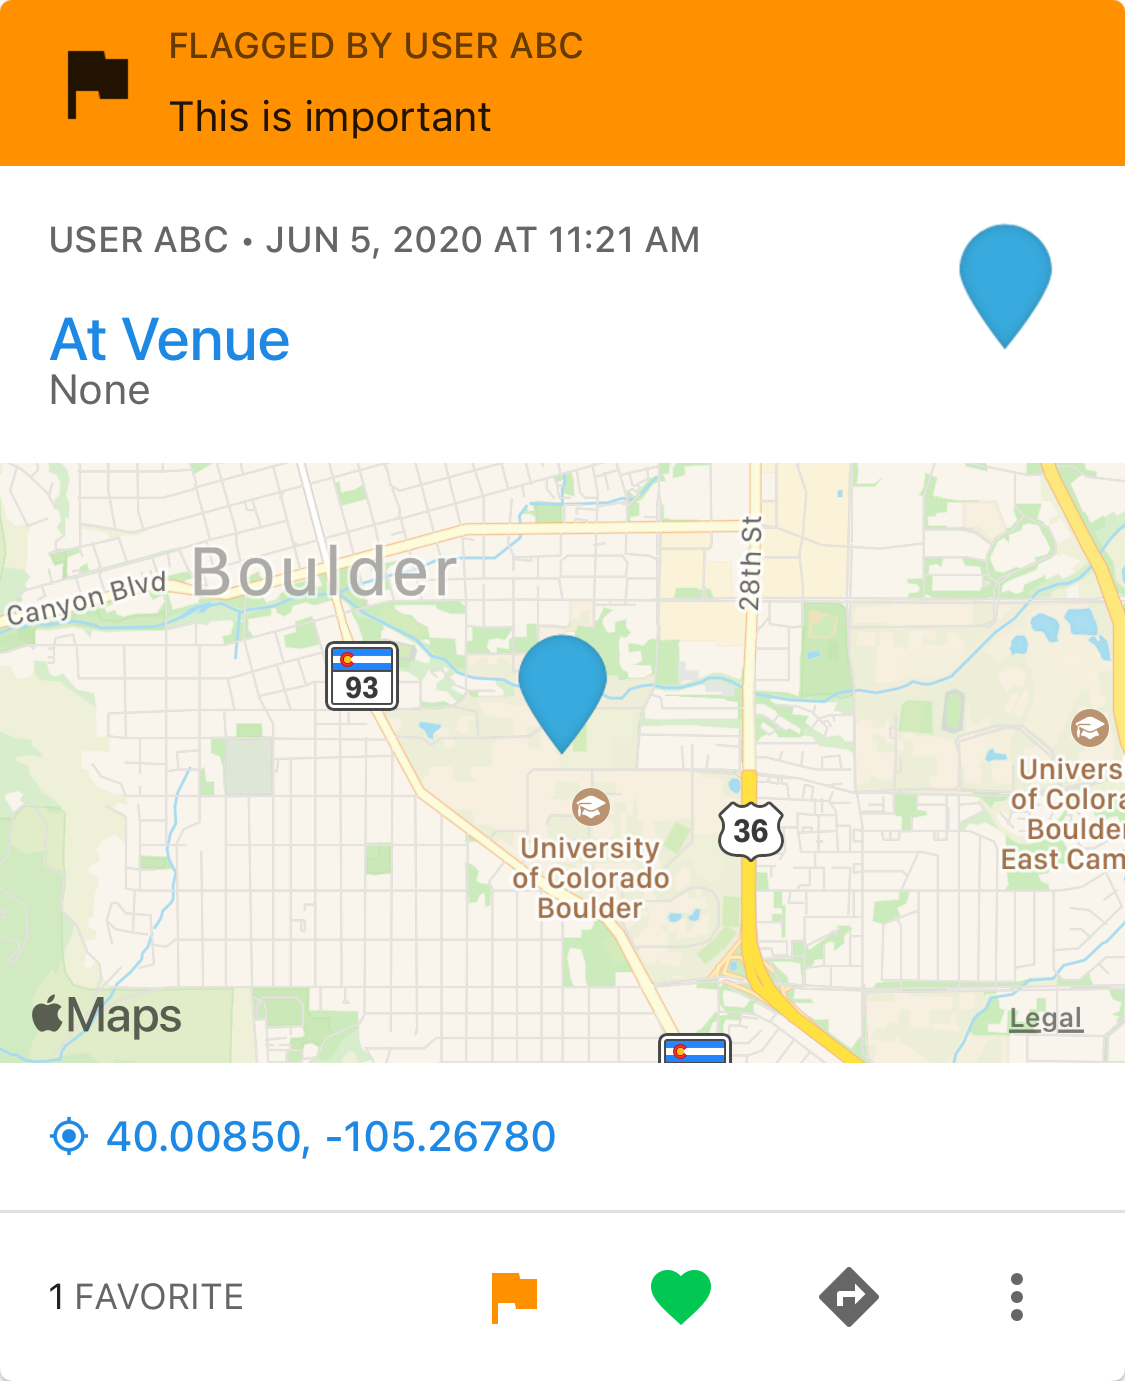 FLAGGED BY USER ABC
This is important
USER ABC • JUN 5, 2020 AT 11:21 AM
At Venue
None
Boulder
Canyon Blvd
28th St
93
University
of Colorado
Boulder
36
Univers
of Colora
Boulder
East Cam
Maps
Legal
40.00850, -105.26780
1 FAVORITE